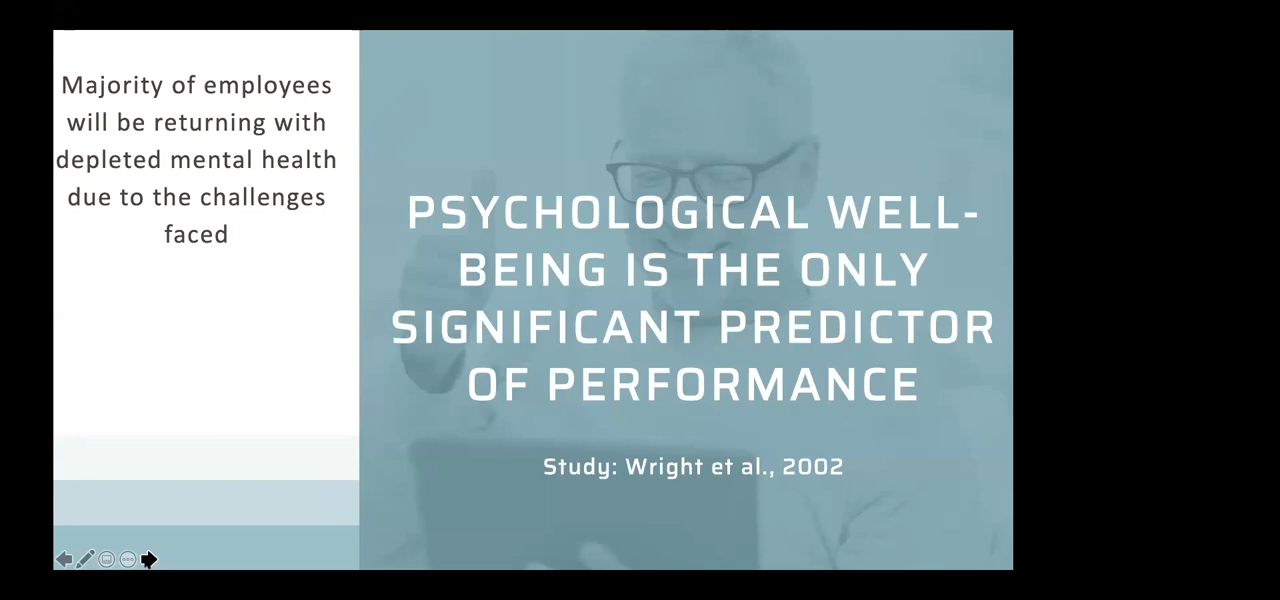 Majority of employees
will be returning with
depleted mental health
due to the challenges
faced
PSYCHOLOGICAL WELL-
BEING IS THE ONLY
SIGNIFICANT PREDICTOR
OF PERFORMANCE
Study: Wright et al., 2002